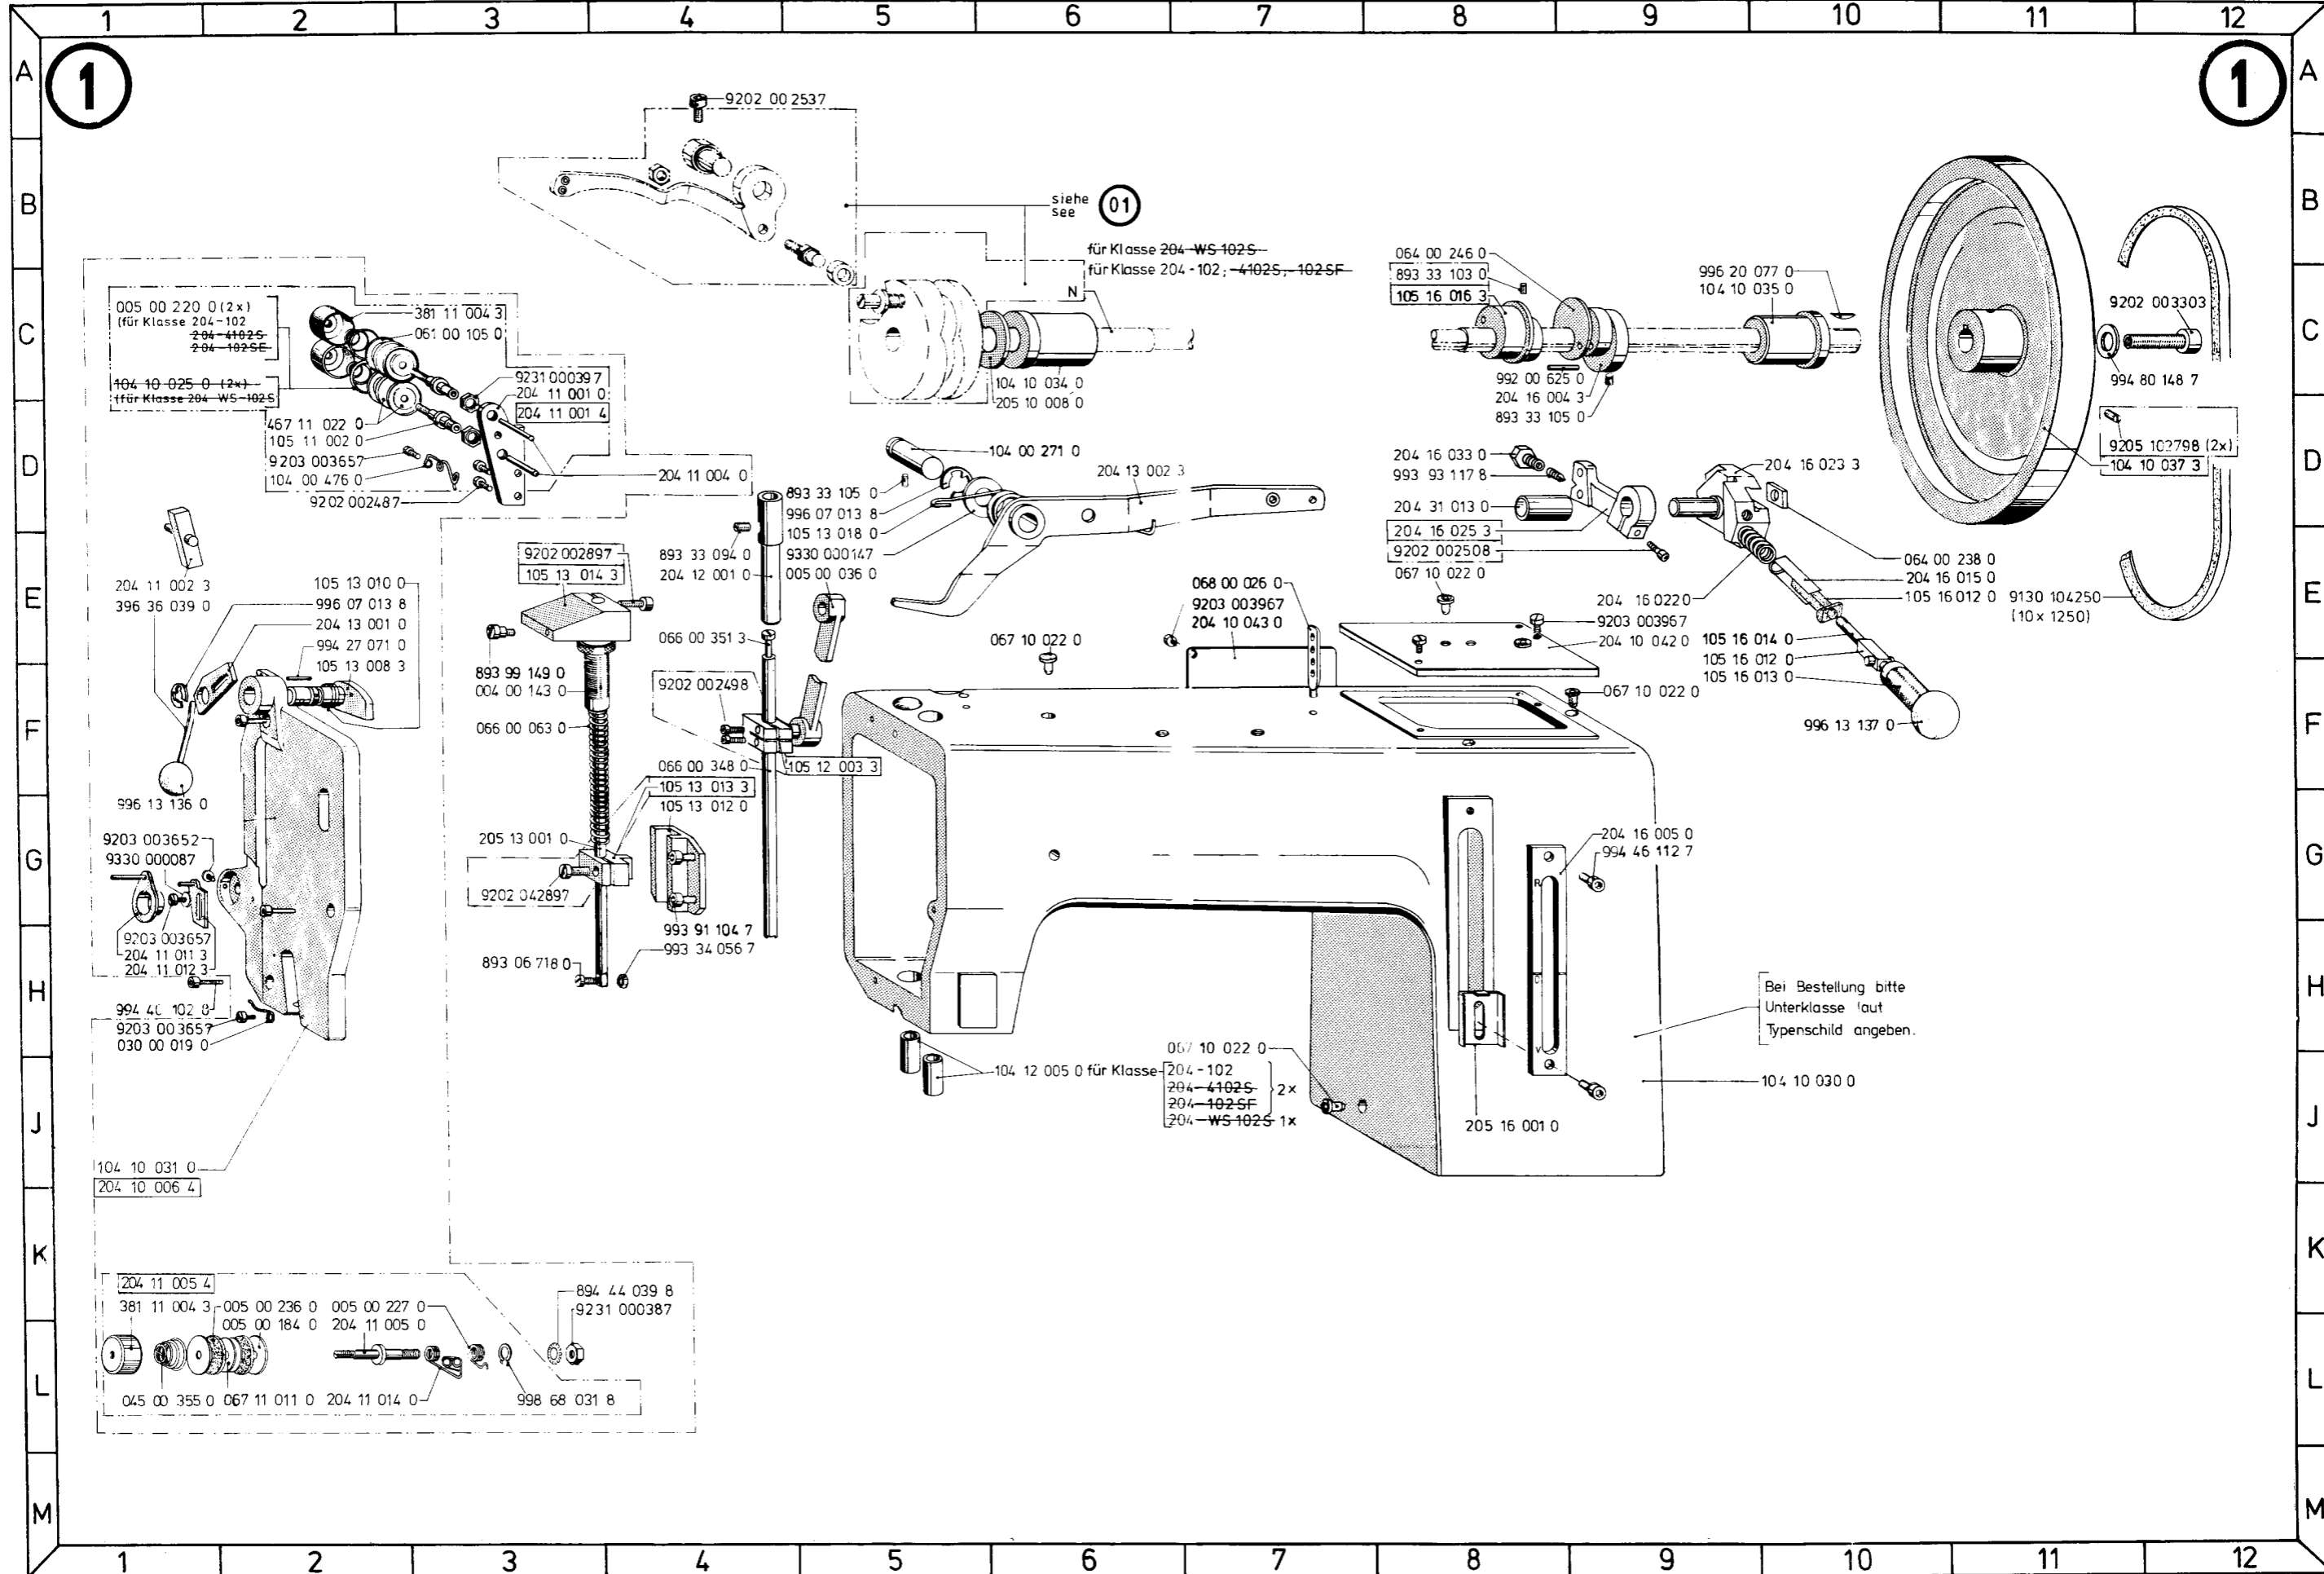 1 2 3 4 5 6 7 8 9 10 11 12
A A
1 1
9202 002537
B B
siehe
see 01
für Klasse 204-WS 102S
für Klasse 204-102; -4102S; -102SF
N
064 00 246 0
893 33 103 0
105 16 016 3
996 20 077 0
104 10 035 0
9202 003303
C C
005 00 220 0 (2x)
(für Klasse 204-102
204-4102S
204-102SF
104 10 025 0 (2x)
(für Klasse 204 WS-102S
381 11 004 3
061 00 105 0
9231 000397
204 11 001 0
204 11 001 4
467 11 022 0
105 11 002 0
9203 003657
104 00 476 0
9202 002487
204 11 004 0
104 10 034 0
205 10 008 0
992 00 625 0
204 16 004 3
893 33 105 0
994 80 148 7
9205 102798 (2x)
104 10 037 3
D D
104 00 271 0
204 13 002 3
893 33 105 0
996 07 013 8
105 13 018 0
9330 000147
005 00 036 0
204 16 033 0
993 93 117 8
204 31 013 0
204 16 025 3
9202 002508
067 10 022 0
204 16 023 3
064 00 238 0
204 16 015 0
105 16 012 0
9130 104250
(10 x 1250)
E E
204 11 002 3
396 36 039 0
105 13 010 0
996 07 013 8
204 13 001 0
994 27 071 0
105 13 008 3
9202 002897
105 13 014 3
893 33 094 0
204 12 001 0
066 00 351 3
893 99 149 0
004 00 143 0
9202 002498
066 00 063 0
067 10 022 0
068 00 026 0
9203 003967
204 10 043 0
204 16 022 0
9203 003967
204 10 042 0
105 16 014 0
105 16 012 0
105 16 013 0
067 10 022 0
996 13 137 0
F F
996 13 136 0
066 00 348 0
105 13 013 3
105 13 012 0
105 12 003 3
G G
9203 003652
9330 000087
9203 003657
204 11 011 3
204 11 012 3
205 13 001 0
9202 042897
993 91 104 7
993 34 056 7
893 06 718 0
204 16 005 0
994 46 112 7
R
V
H H
9203 003657
030 00 019 0
Bei Bestellung bitte
Unterklasse laut
Typenschild angeben.
104 12 005 0 für Klasse
067 10 022 0
204-102
204-4102S
204-102SF
2x
204-WS 102S 1x
205 16 001 0
104 10 030 0
J J
104 10 031 0
204 10 006 4
K K
204 11 005 4
381 11 004 3
005 00 236 0
005 00 184 0
005 00 227 0
204 11 005 0
894 44 039 8
9231 000387
L L
045 00 355 0
067 11 011 0
204 11 014 0
998 68 031 8
M M
1 2 3 4 5 6 7 8 9 10 11 12